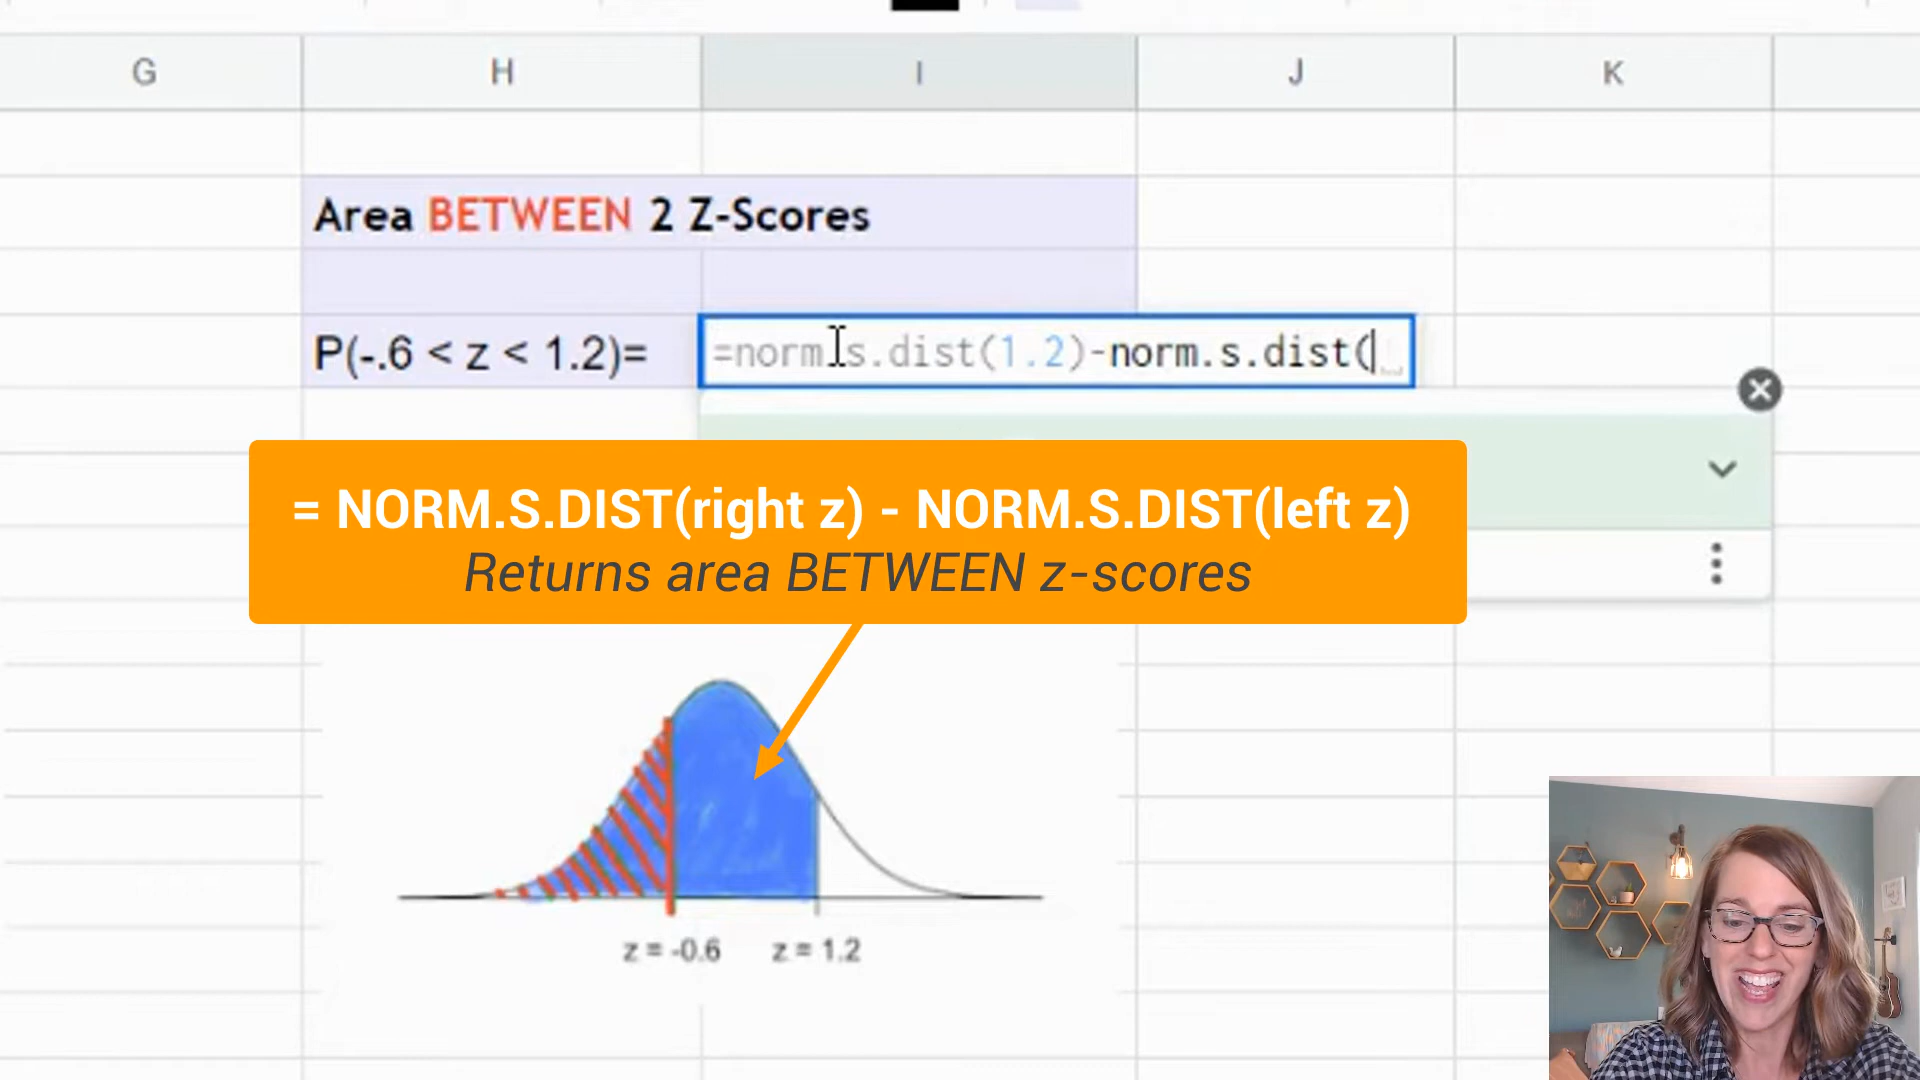 G H I J K
Area BETWEEN 2 Z-Scores
P(-.6 < z < 1.2)= =norm.s.dist(1.2)-norm.s.dist(
= NORM.S.DIST(right z) - NORM.S.DIST(left z)
Returns area BETWEEN z-scores
z = -0.6 z = 1.2